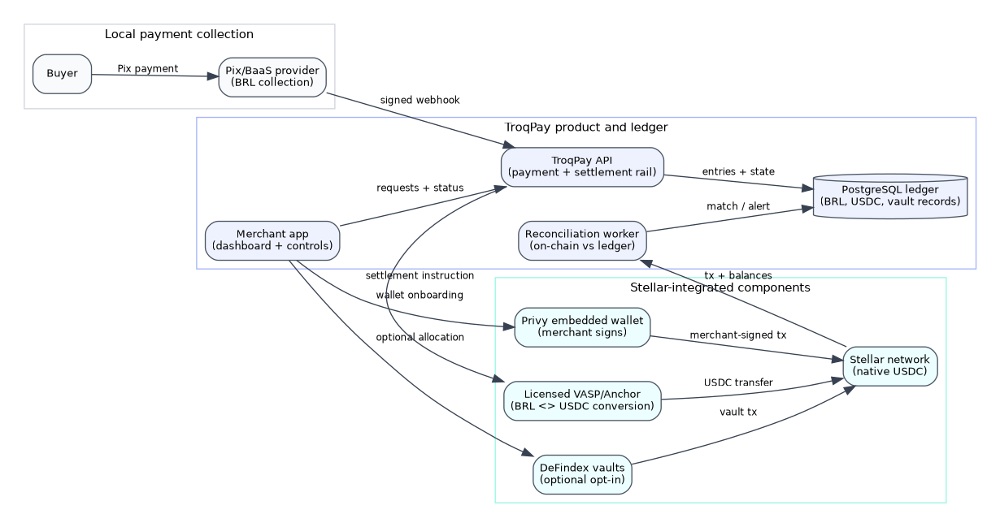 Local payment collection
Buyer
Pix payment
Pix/BaaS provider
(BRL collection)
signed webhook
TroqPay product and ledger
TroqPay API
(payment + settlement rail)
entries + state
PostgreSQL ledger
(BRL, USDC, vault records)
requests + status
match / alert
Merchant app
(dashboard + controls)
Reconciliation worker
(on-chain vs ledger)
settlement instruction
tx + balances
Stellar-integrated components
wallet onboarding
Privy embedded wallet
(merchant signs)
merchant-signed tx
optional allocation
Stellar network
(native USDC)
Licensed VASP/Anchor
(BRL <> USDC conversion)
USDC transfer
vault tx
DeFindex vaults
(optional opt-in)